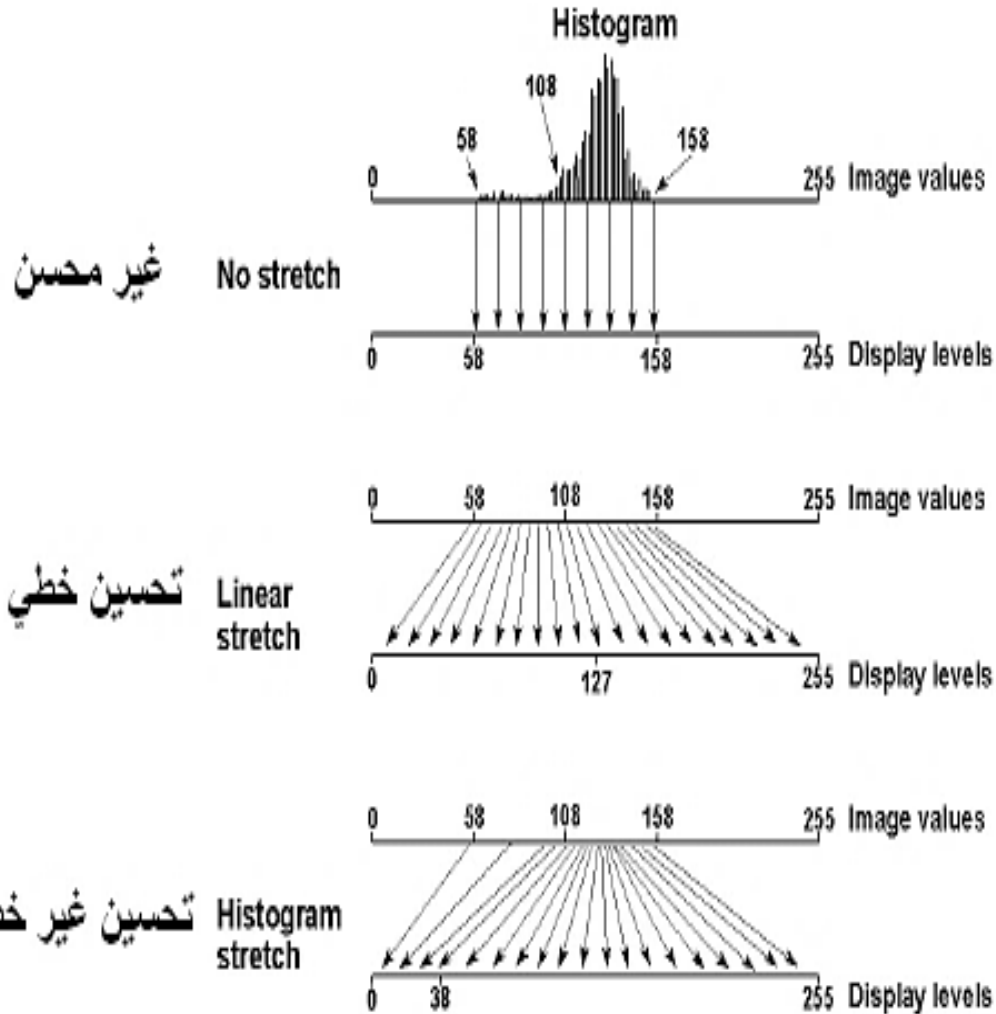 Histogram
108
58
158
0
255 Image values
غير محسن
No stretch
0
58
158
255 Display levels
0
58
108
158
255 Image values
تحسين خطي
Linear
stretch
0
127
255 Display levels
0
58
108
158
255 Image values
تحسين غير
Histogram
stretch
0
38
255 Display levels